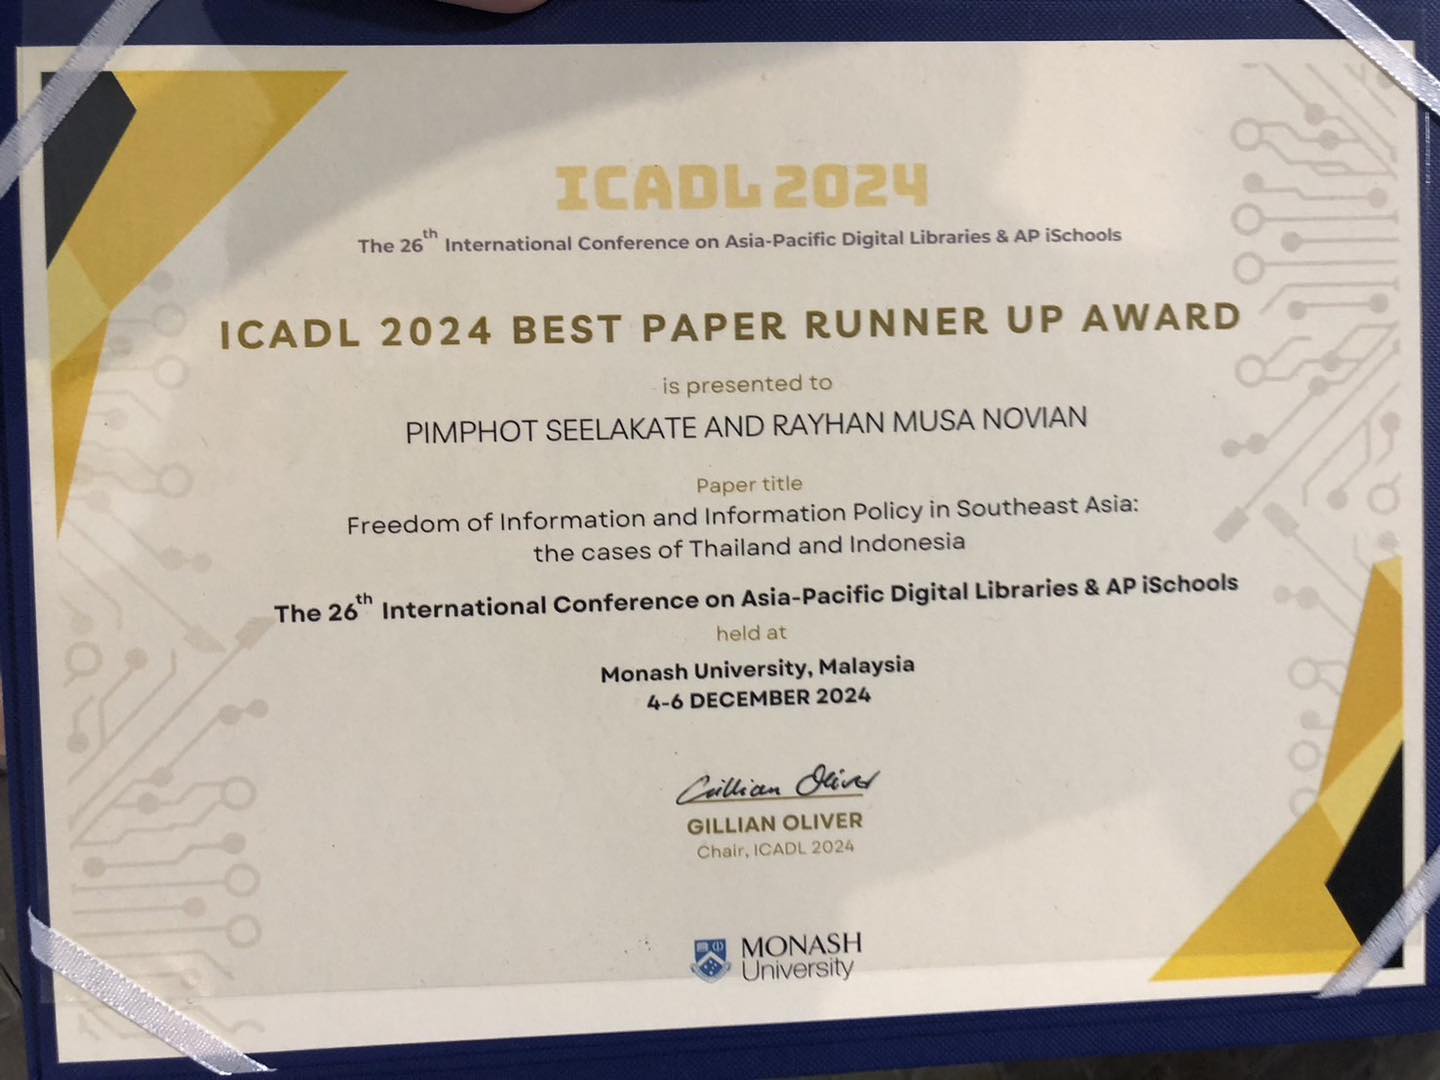 ICADL 2024
The 26th International Conference on Asia-Pacific Digital Libraries & AP iSchools
ICADL 2024 BEST PAPER RUNNER UP AWARD
is presented to
PIMPHOT SEELAKATE AND RAYHAN MUSA NOVIAN
Paper title
Freedom of Information and Information Policy in Southeast Asia:
the cases of Thailand and Indonesia
The 26th International Conference on Asia-Pacific Digital Libraries & AP iSchools
held at
Monash University, Malaysia
4-6 DECEMBER 2024
Gillian Oliver
GILLIAN OLIVER
Chair, ICADL 2024
MONASH
University